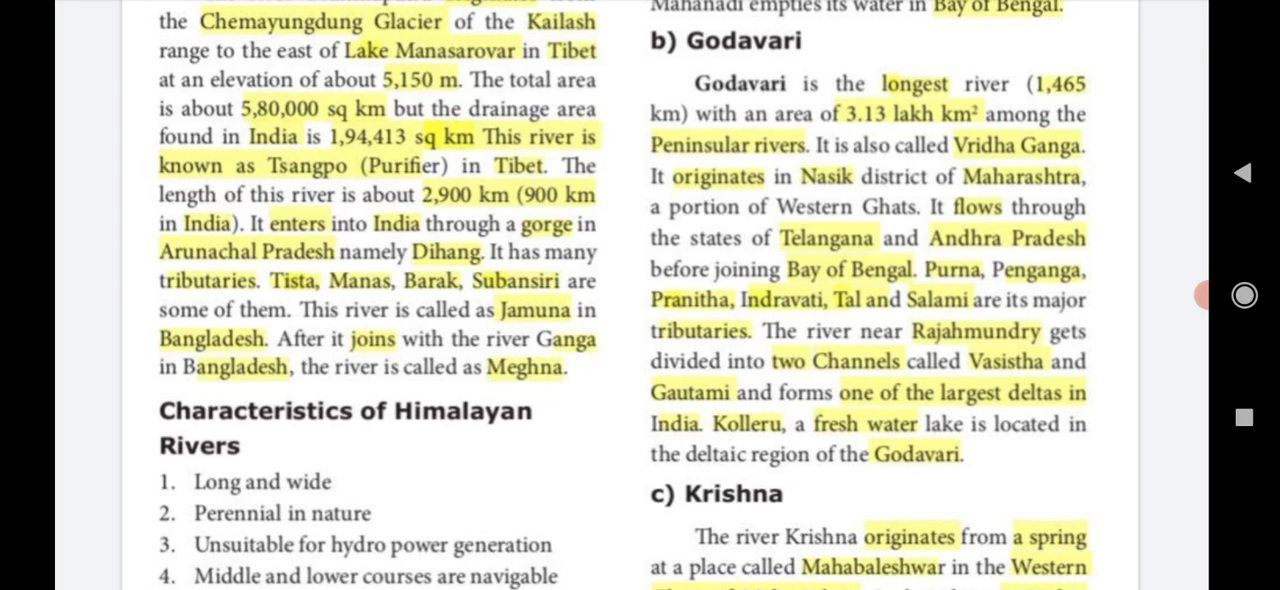 the Chemayungdung Glacier of the Kailash
range to the east of Lake Manasarovar in Tibet
at an elevation of about 5,150 m. The total area
is about 5,80,000 sq km but the drainage area
found in India is 1,94,413 sq km This river is
known as Tsangpo (Purifier) in Tibet. The
length of this river is about 2,900 km (900 km
in India). It enters into India through a gorge in
Arunachal Pradesh namely Dihang. It has many
tributaries. Tista, Manas, Barak, Subansiri are
some of them. This river is called as Jamuna in
Bangladesh. After it joins with the river Ganga
in Bangladesh, the river is called as Meghna.
Characteristics of Himalayan
Rivers
1. Long and wide
2. Perennial in nature
3. Unsuitable for hydro power generation
4. Middle and lower courses are navigable
Mahanadi empties its water in Bay of Bengal.
b) Godavari
Godavari is the longest river (1,465
km) with an area of 3.13 lakh km² among the
Peninsular rivers. It is also called Vridha Ganga.
It originates in Nasik district of Maharashtra,
a portion of Western Ghats. It flows through
the states of Telangana and Andhra Pradesh
before joining Bay of Bengal. Purna, Penganga,
Pranitha, Indravati, Tal and Salami are its major
tributaries. The river near Rajahmundry gets
divided into two Channels called Vasistha and
Gautami and forms one of the largest deltas in
India. Kolleru, a fresh water lake is located in
the deltaic region of the Godavari.
c) Krishna
The river Krishna originates from a spring
at a place called Mahabaleshwar in the Western